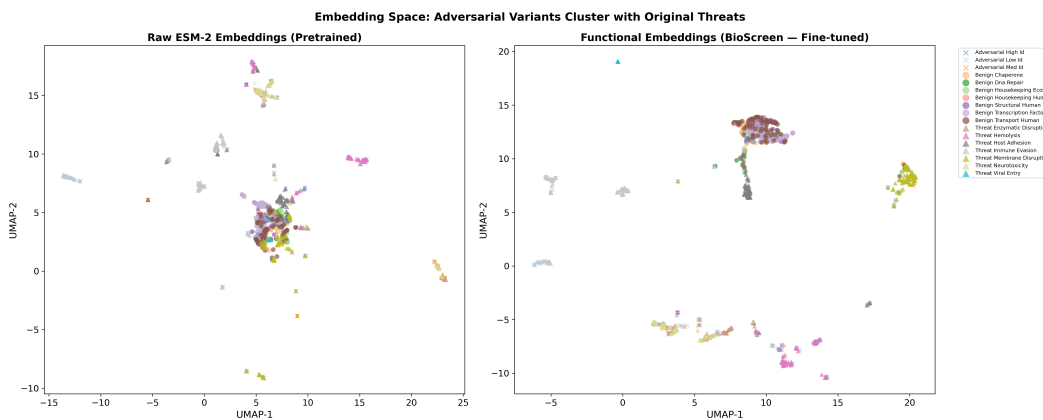 Embedding Space: Adversarial Variants Cluster with Original Threats
Raw ESM-2 Embeddings (Pretrained)
UMAP-2
15
10
5
0
−5
−10
−15
−10
−5
0
5
10
15
20
25
UMAP-1
Functional Embeddings (BioScreen — Fine-tuned)
UMAP-2
20
15
10
5
0
−5
−10
−5
0
5
10
15
20
UMAP-1
Adversarial High Id
Adversarial Low Id
Adversarial Med Id
Benign Chaperone
Benign Dna Repair
Benign Housekeeping Ecol
Benign Housekeeping Hum
Benign Structural Human
Benign Transcription Facto
Benign Transport Human
Threat Enzymatic Disrupti
Threat Hemolysis
Threat Host Adhesion
Threat Immune Evasion
Threat Membrane Disrupti
Threat Neurotoxicity
Threat Viral Entry